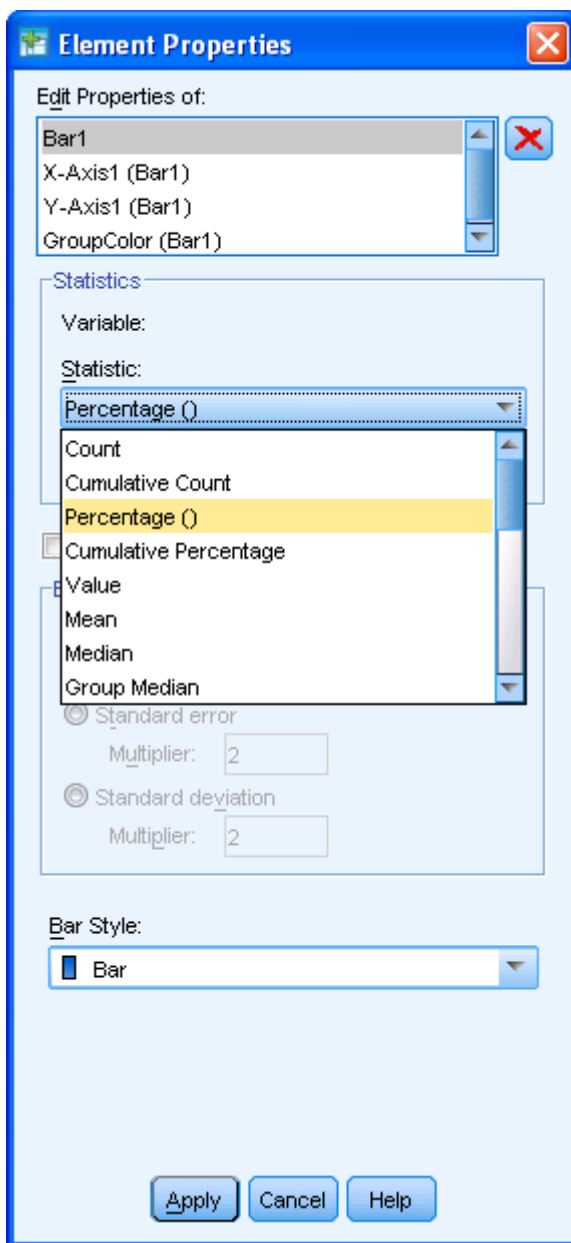 Element Properties
Edit Properties of:
Bar1
X-Axis1 (Bar1)
Y-Axis1 (Bar1)
GroupColor (Bar1)
Statistics
Variable:
Statistic:
Percentage ()
Count
Cumulative Count
Percentage ()
Cumulative Percentage
Value
Mean
Median
Group Median
Standard error
Multiplier: 2
Standard deviation
Multiplier: 2
Bar Style:
Bar
Apply Cancel Help